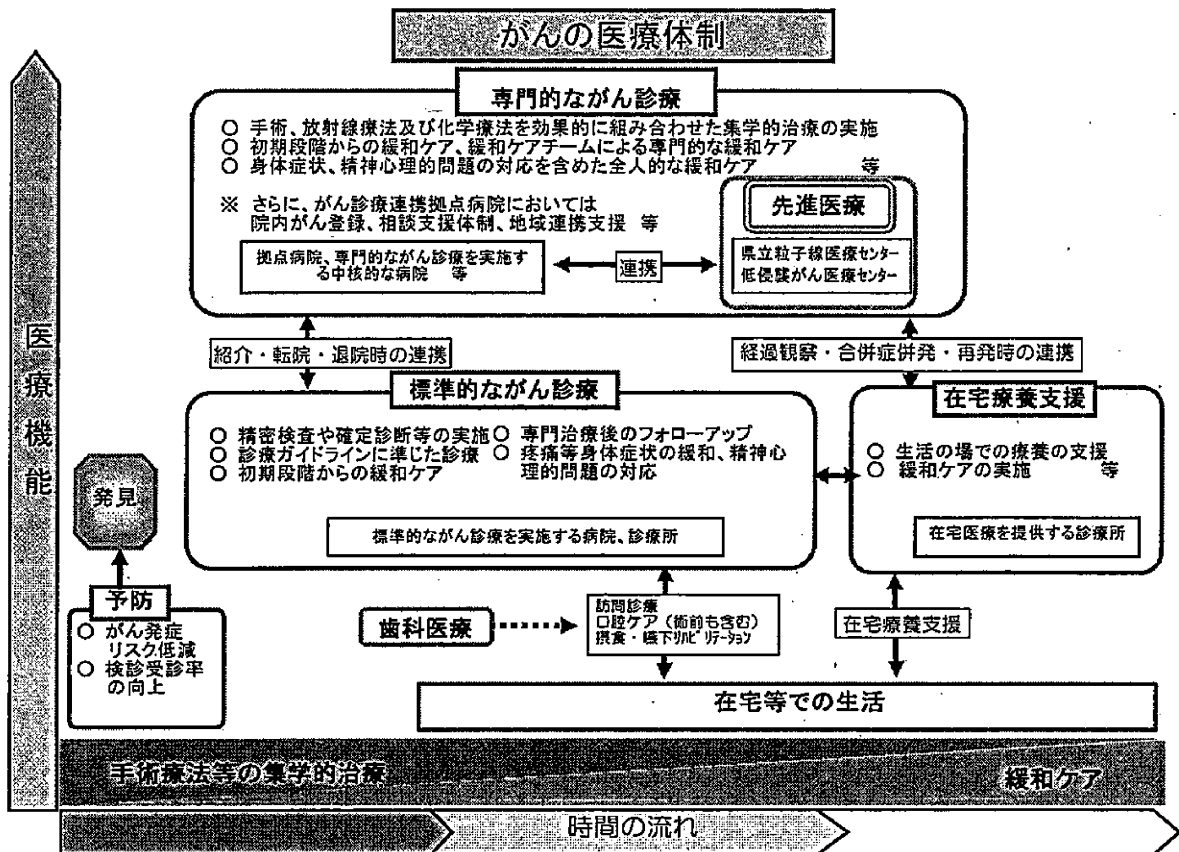 がんの医療体制
医療機能
専門的ながん診療
○ 手術、放射線療法及び化学療法を効果的に組み合わせた集学的治療の実施
○ 初期段階からの緩和ケア、緩和ケアチームによる専門的な緩和ケア
○ 身体症状、精神心理的問題の対応を含めた全人的な緩和ケア 等
※ さらに、がん診療連携拠点病院においては
院内がん登録、相談支援体制、地域連携支援 等
拠点病院、専門的ながん診療を実施す
る中核的な病院 等
連携
先進医療
県立粒子線医療センター
低侵襲がん医療センター
紹介・転院・退院時の連携
経過観察・合併症併発・再発時の連携
標準的ながん診療
○ 精密検査や確定診断等の実施
○ 診療ガイドラインに準じた診療
○ 初期段階からの緩和ケア
○ 専門治療後のフォローアップ
○ 疼痛等身体症状の緩和、精神心
理的問題の対応
標準的ながん診療を実施する病院、診療所
在宅療養支援
○ 生活の場での療養の支援
○ 緩和ケアの実施 等
在宅医療を提供する診療所
発見
予防
○ がん発症
リスク低減
○ 検診受診率
の向上
歯科医療
訪問診療
口腔ケア（術前も含む）
摂食・嚥下リハビリテーション
在宅療養支援
在宅等での生活
手術療法等の集学的治療
緩和ケア
時間の流れ